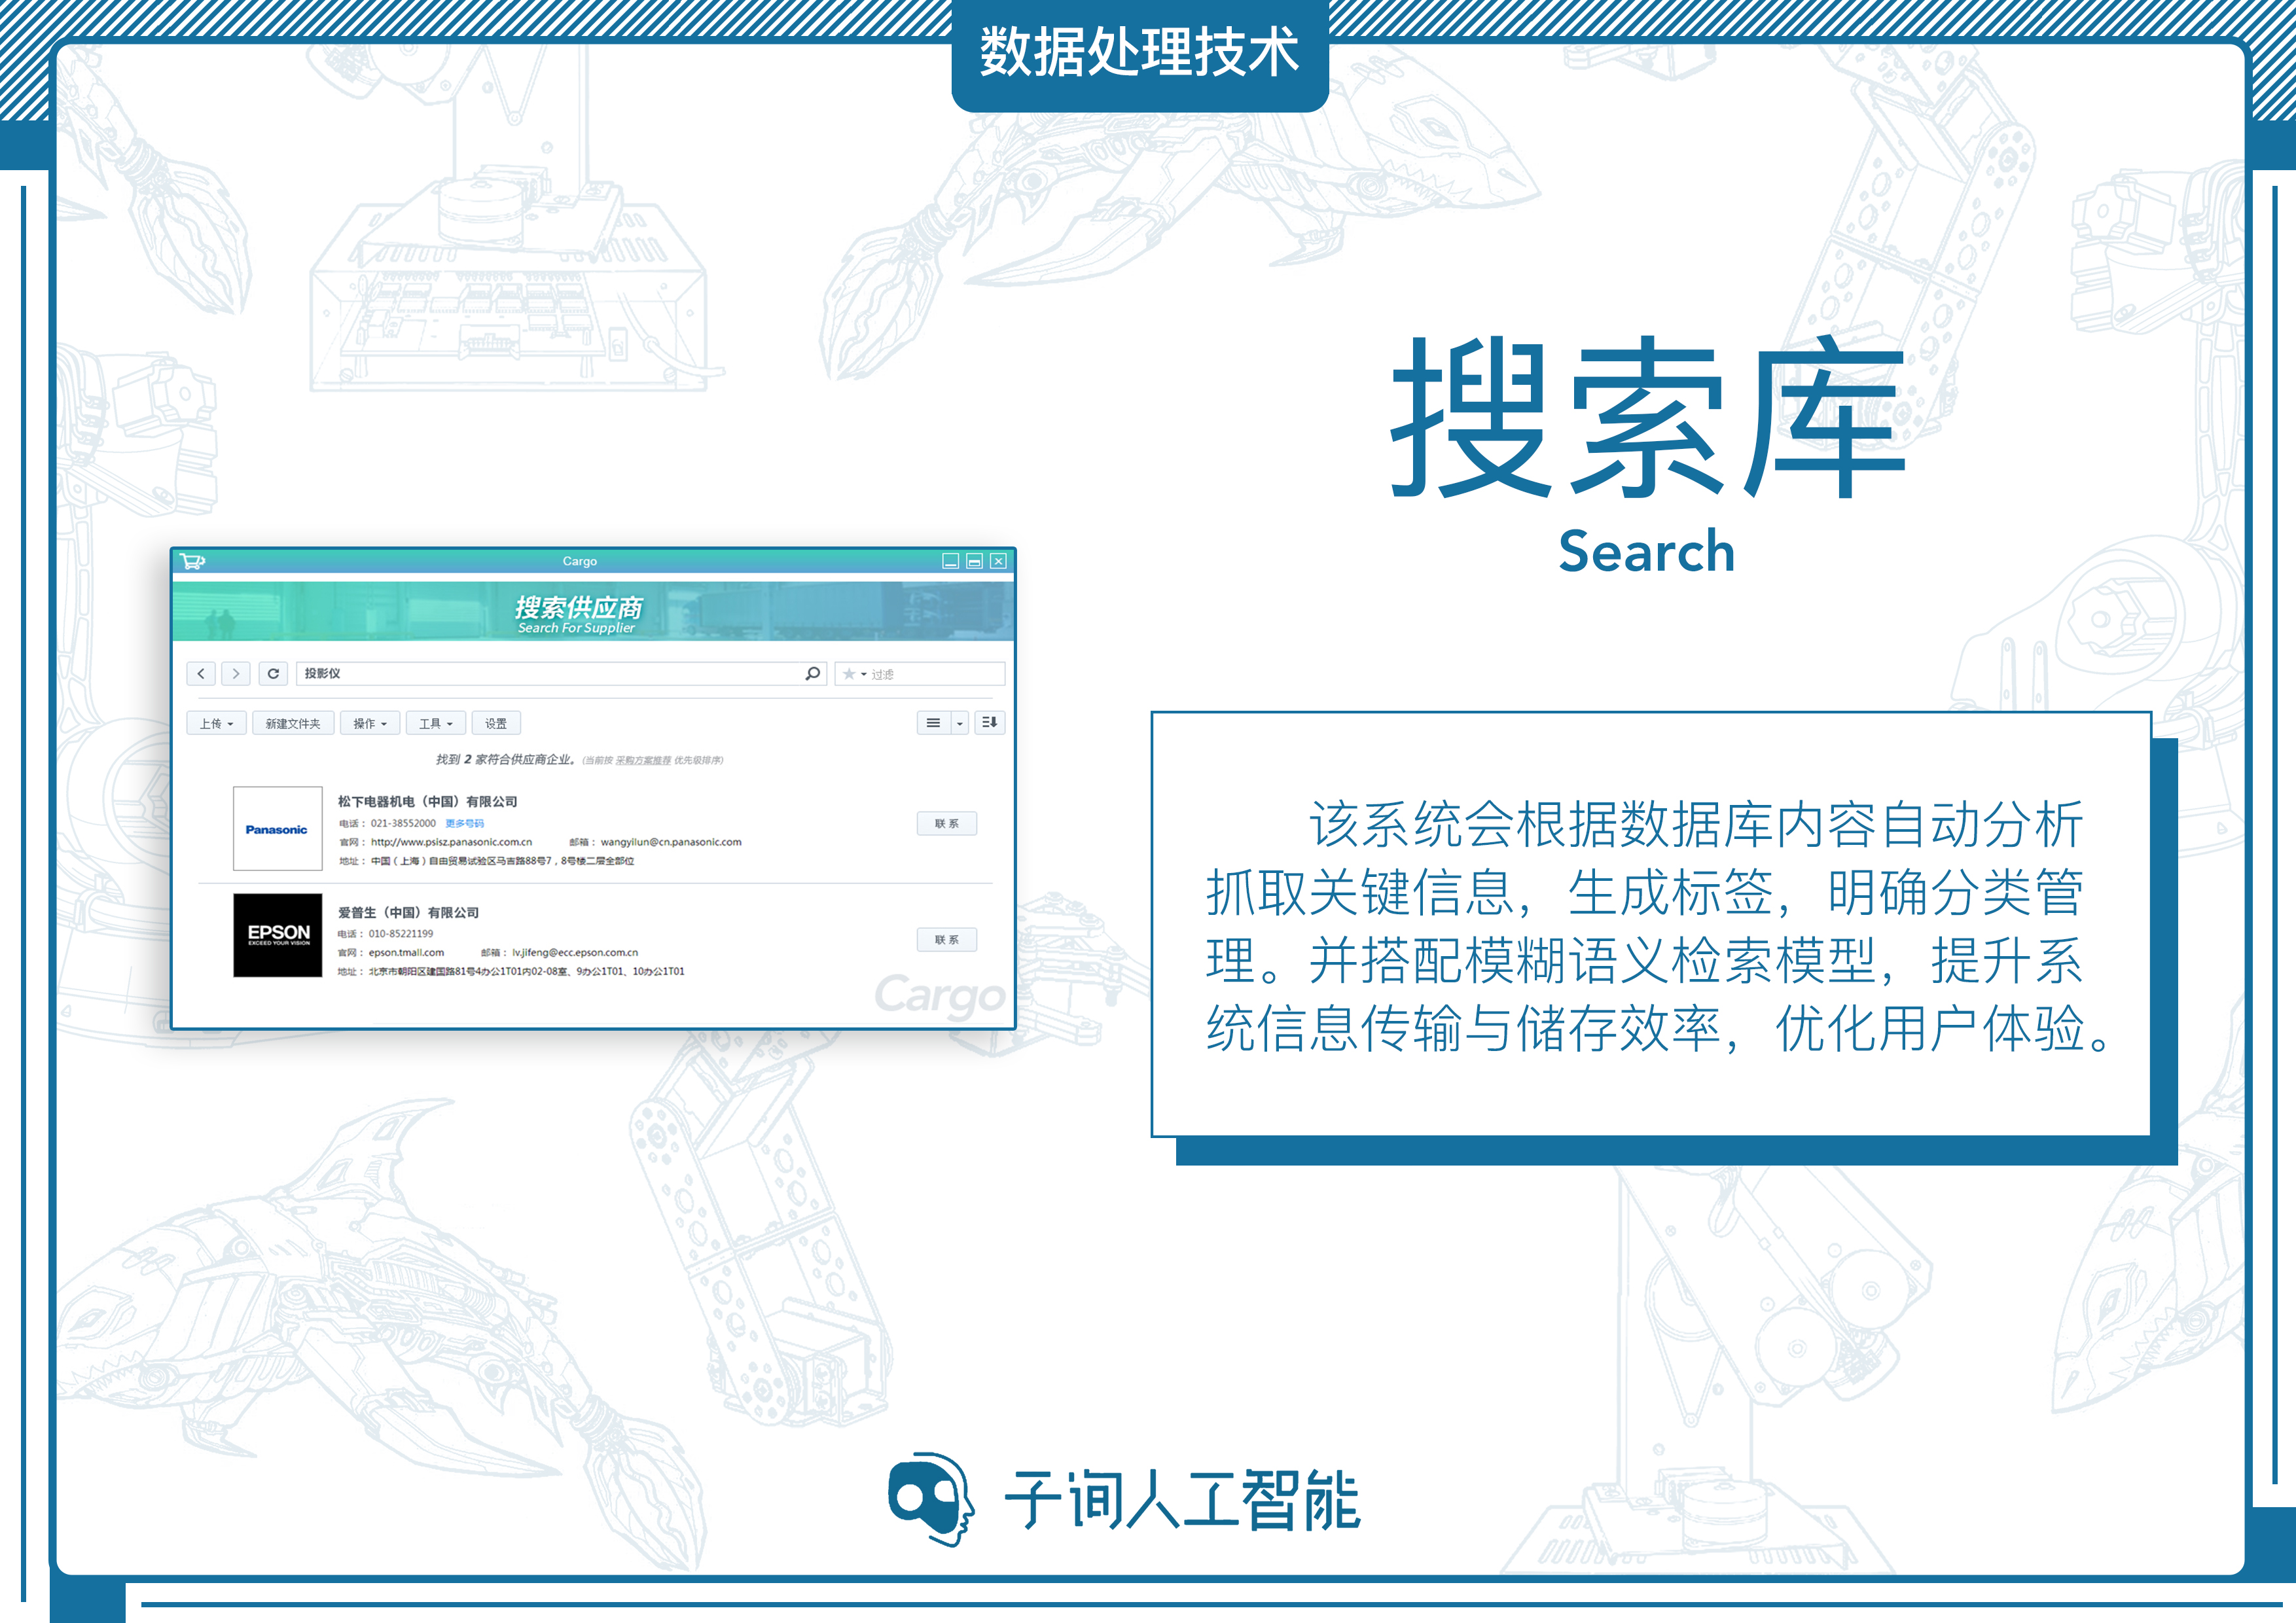 数据处理技术
搜索库
Search
Cargo
搜索供应商
Search For Supplier
投影仪
过滤
上传 新建文件夹 操作 工具 设置
找到 2 家符合供应商企业。(当前按 采购方案推荐 优先级排序)
Panasonic
松下电器机电（中国）有限公司
电话： 021-38552000 更多号码
官网： http://www.psisz.panasonic.com.cn 邮箱： wangyilun@cn.panasonic.com
地址： 中国（上海）自由贸易试验区马吉路88号7，8号楼二层全部位
联系
EPSON
EXCEED YOUR VISION
爱普生（中国）有限公司
电话： 010-85221199
官网： epson.tmall.com 邮箱： lv.jifeng@ecc.epson.com.cn
地址： 北京市朝阳区建国路81号4办公1T01内02-08室、9办公1T01、10办公1T01
联系
Cargo
该系统会根据数据库内容自动分析
抓取关键信息，生成标签，明确分类管
理。并搭配模糊语义检索模型，提升系
统信息传输与储存效率，优化用户体验。
子询人工智能